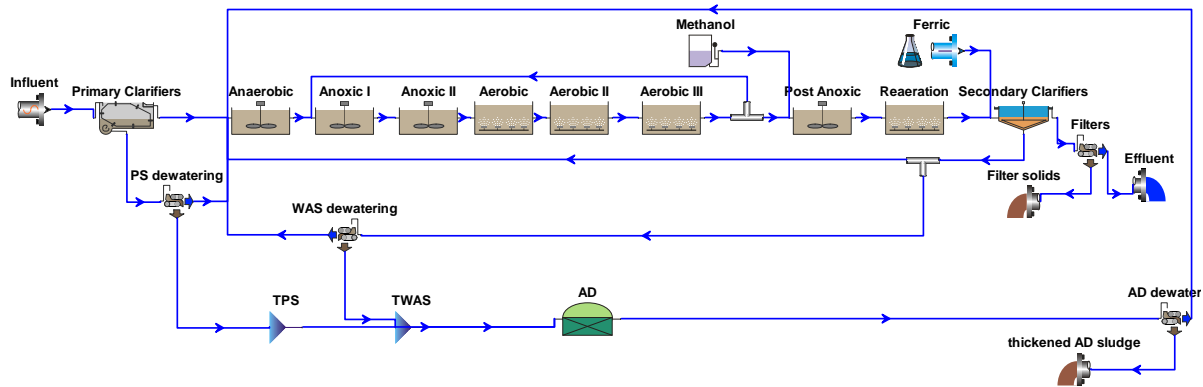 Methanol
Ferric
Influent
Primary Clarifiers
Anaerobic
Anoxic I
Anoxic II
Aerobic
Aerobic II
Aerobic III
Post Anoxic
Reaeration
Secondary Clarifiers
Filters
PS dewatering
Filter solids
Effluent
WAS dewatering
TPS
TWAS
AD
AD dewater
thickened AD sludge